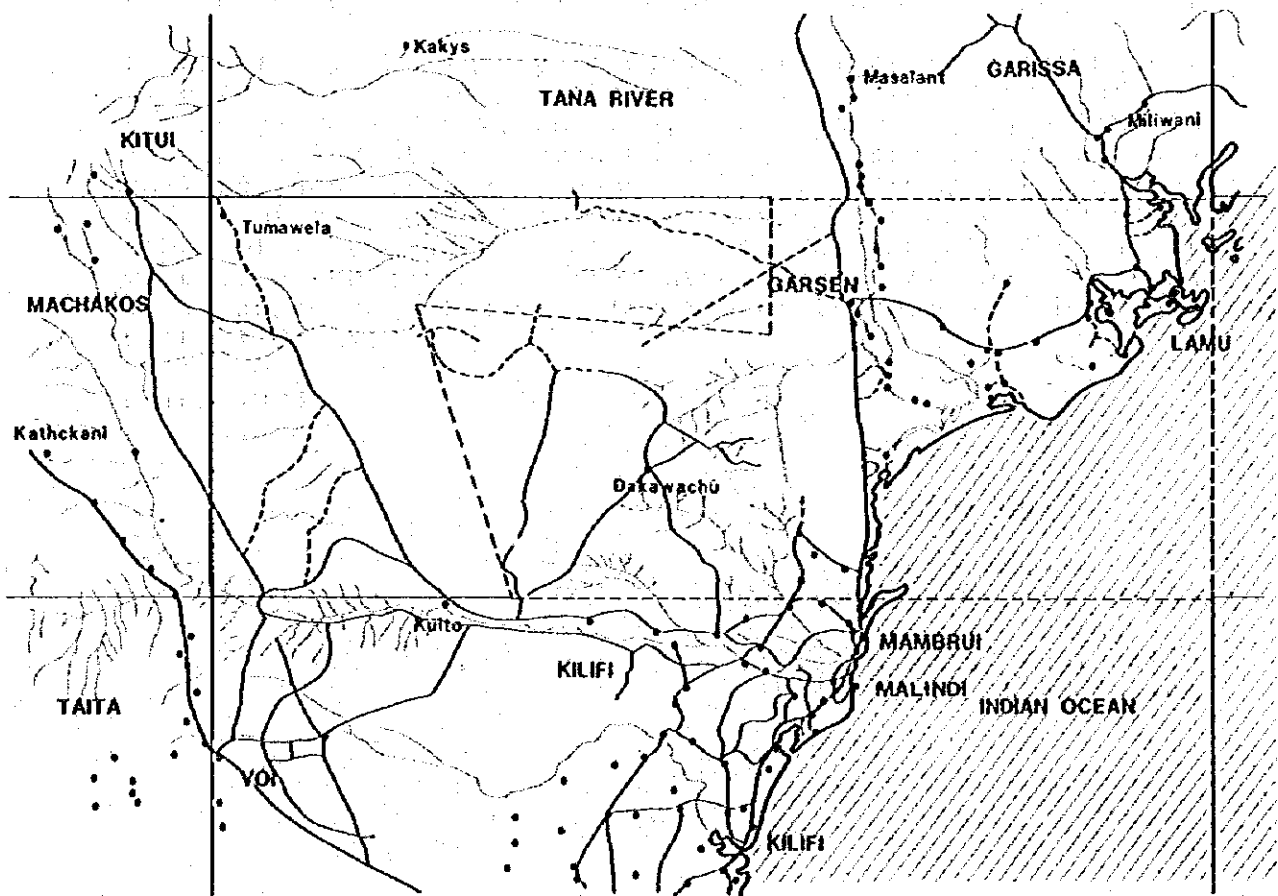 Kakys
Masalant
GARISSA
TANA RIVER
Miliwani
KITUI
Tumawela
MACHAKOS
GARSEN
LAMU
Kathckani
Dakawachu
Kulto
KILIFI
MAMBRUI
MALINDI
TAITA
INDIAN OCEAN
VOI
KILIFI